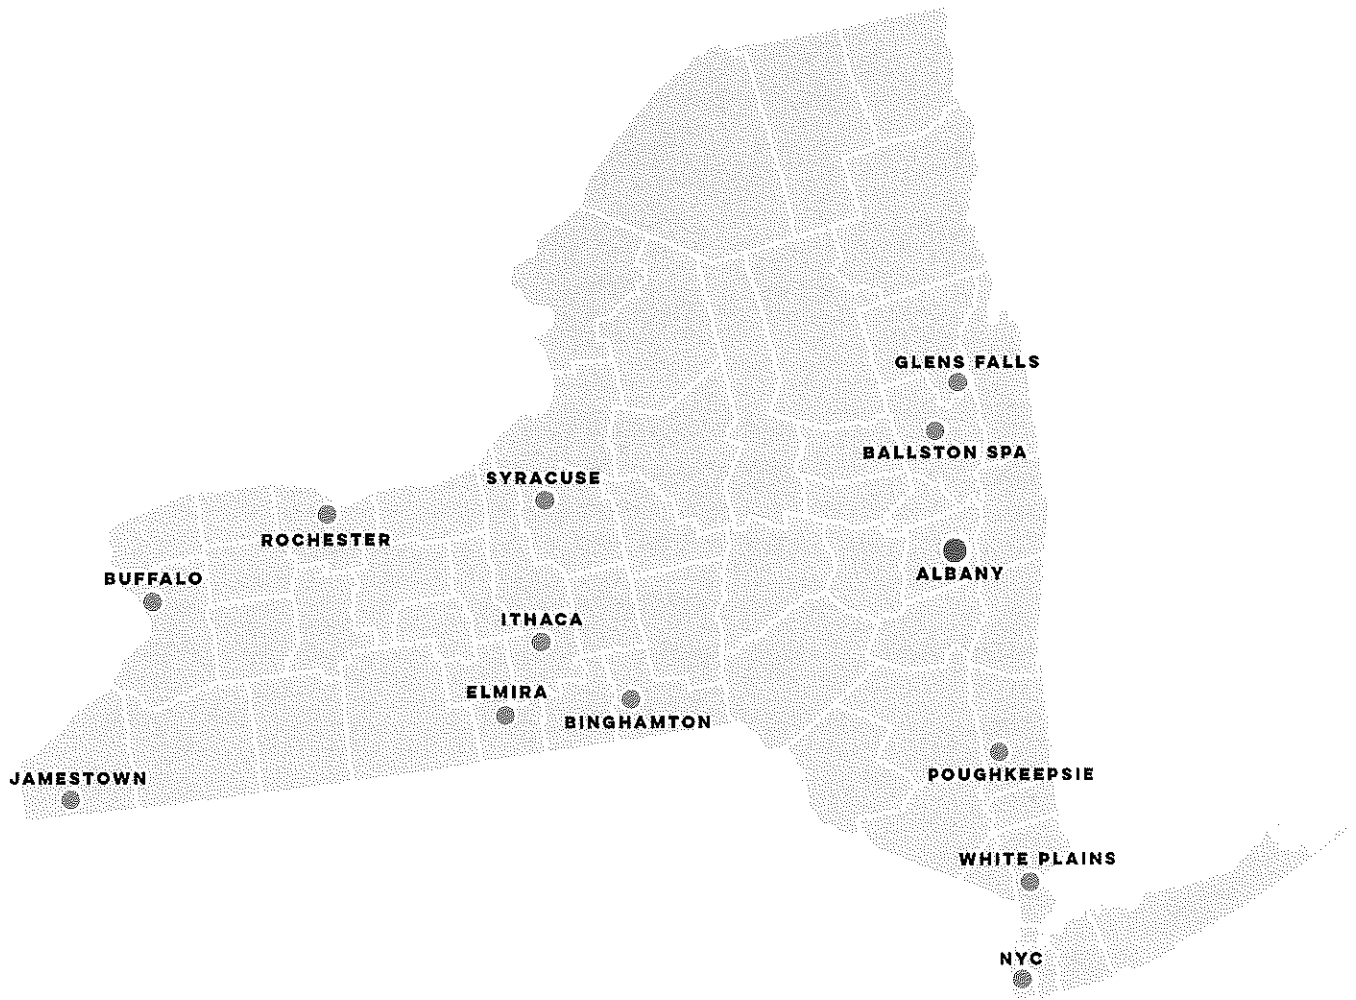 GLENS FALLS
BALLSTON SPA
SYRACUSE
ROCHESTER
ALBANY
BUFFALO
ITHACA
ELMIRA
BINGHAMTON
JAMESTOWN
POUGHKEEPSIE
WHITE PLAINS
NYC